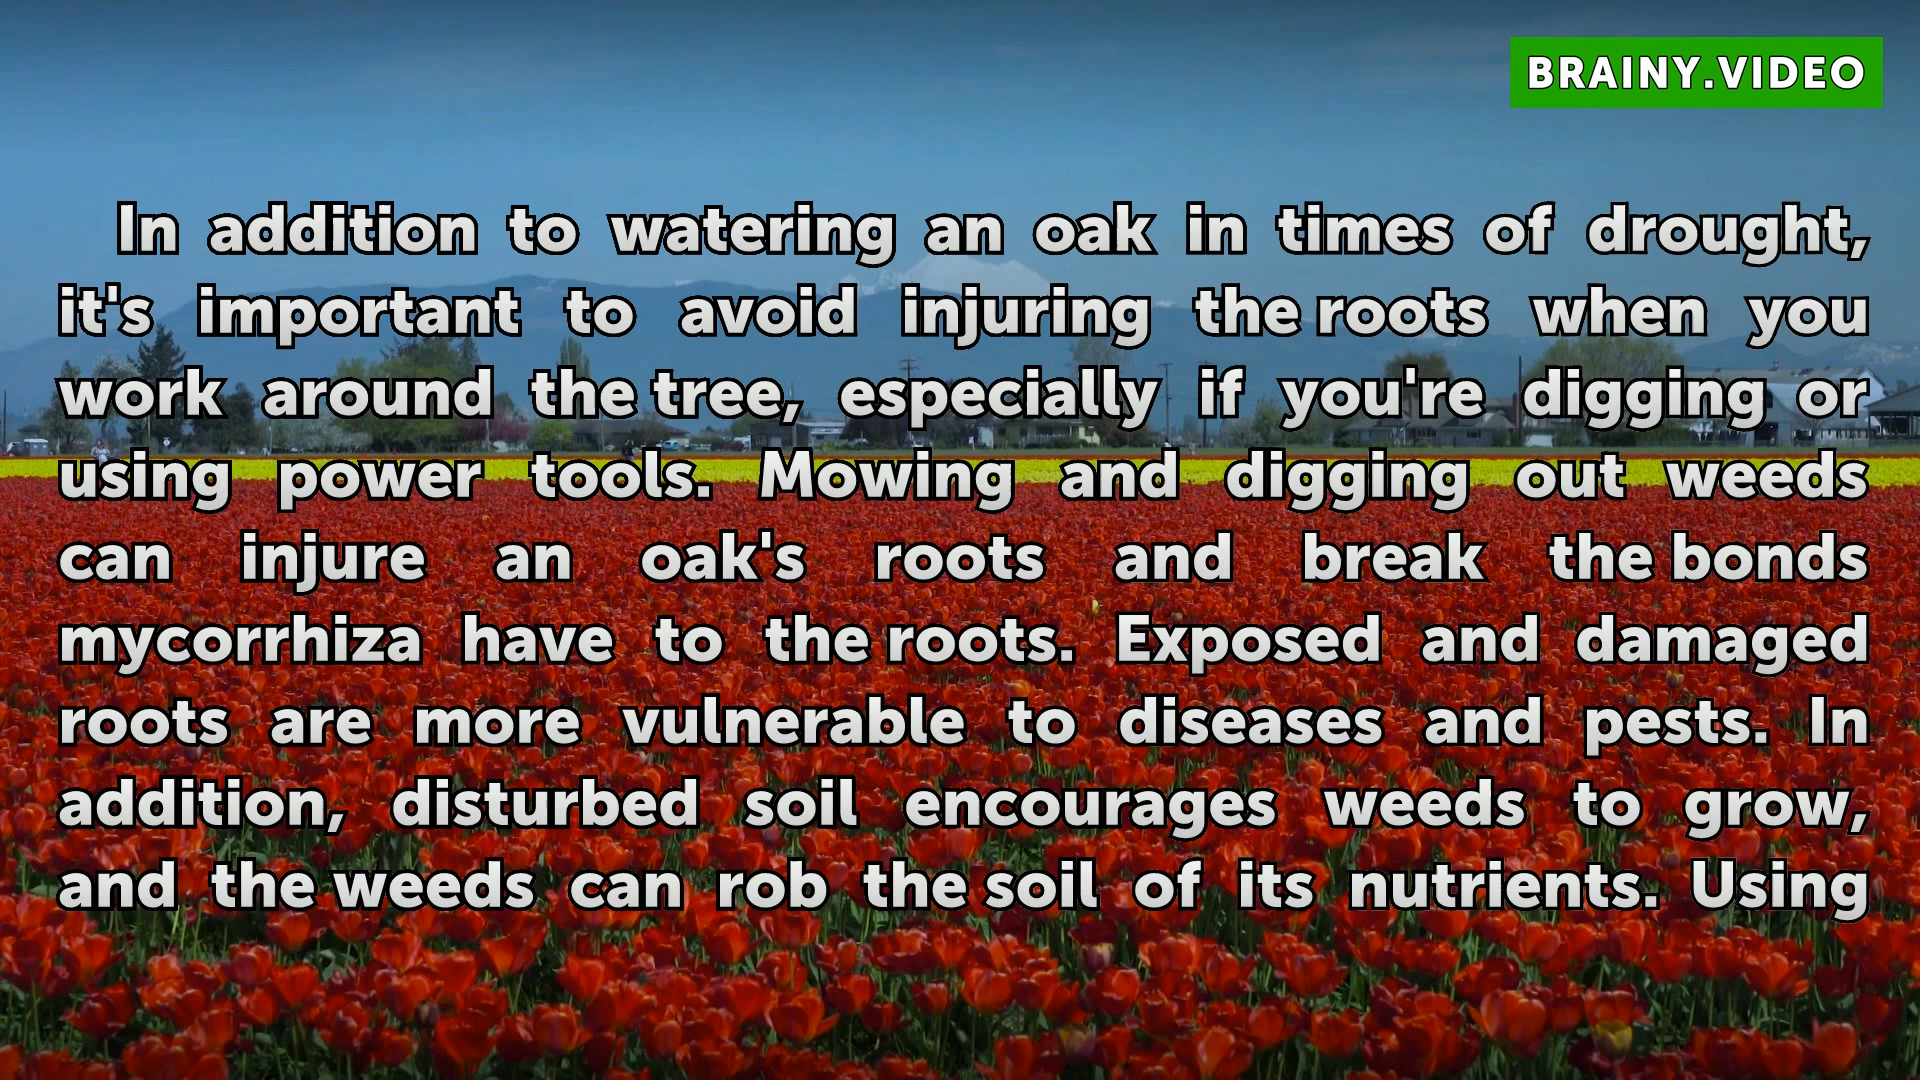 BRAINY.VIDEO
In addition to watering an oak in times of drought,
it's important to avoid injuring the roots when you
work around the tree, especially if you're digging or
using power tools. Mowing and digging out weeds
can injure an oak's roots and break the bonds
mycorrhiza have to the roots. Exposed and damaged
roots are more vulnerable to diseases and pests. In
addition, disturbed soil encourages weeds to grow,
and the weeds can rob the soil of its nutrients. Using